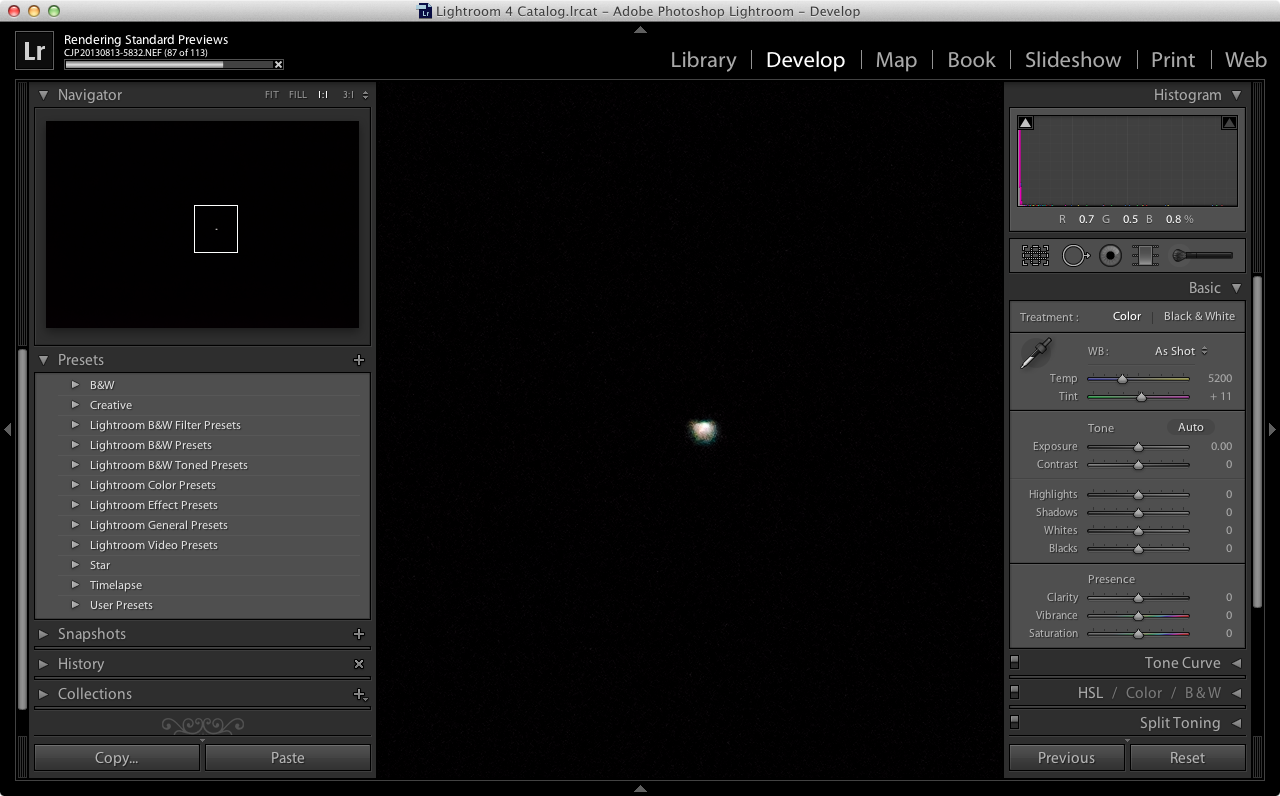 Lightroom 4 Catalog.lrcat – Adobe Photoshop Lightroom – Develop
Lr
Rendering Standard Previews
CJP20130813-5832.NEF (87 of 113)
Library | Develop | Map | Book | Slideshow | Print | Web
Navigator FIT FILL 1:1 3:1
Presets
B&W
Creative
Lightroom B&W Filter Presets
Lightroom B&W Presets
Lightroom B&W Toned Presets
Lightroom Color Presets
Lightroom Effect Presets
Lightroom General Presets
Lightroom Video Presets
Star
Timelapse
User Presets
Snapshots
History
Collections
Copy...
Paste
Histogram
R 0.7 G 0.5 B 0.8 %
Basic
Treatment : Color | Black & White
WB: As Shot
Temp 5200
Tint + 11
Tone Auto
Exposure 0.00
Contrast 0
Highlights 0
Shadows 0
Whites 0
Blacks 0
Presence
Clarity 0
Vibrance 0
Saturation 0
Tone Curve
HSL / Color / B & W
Split Toning
Previous
Reset